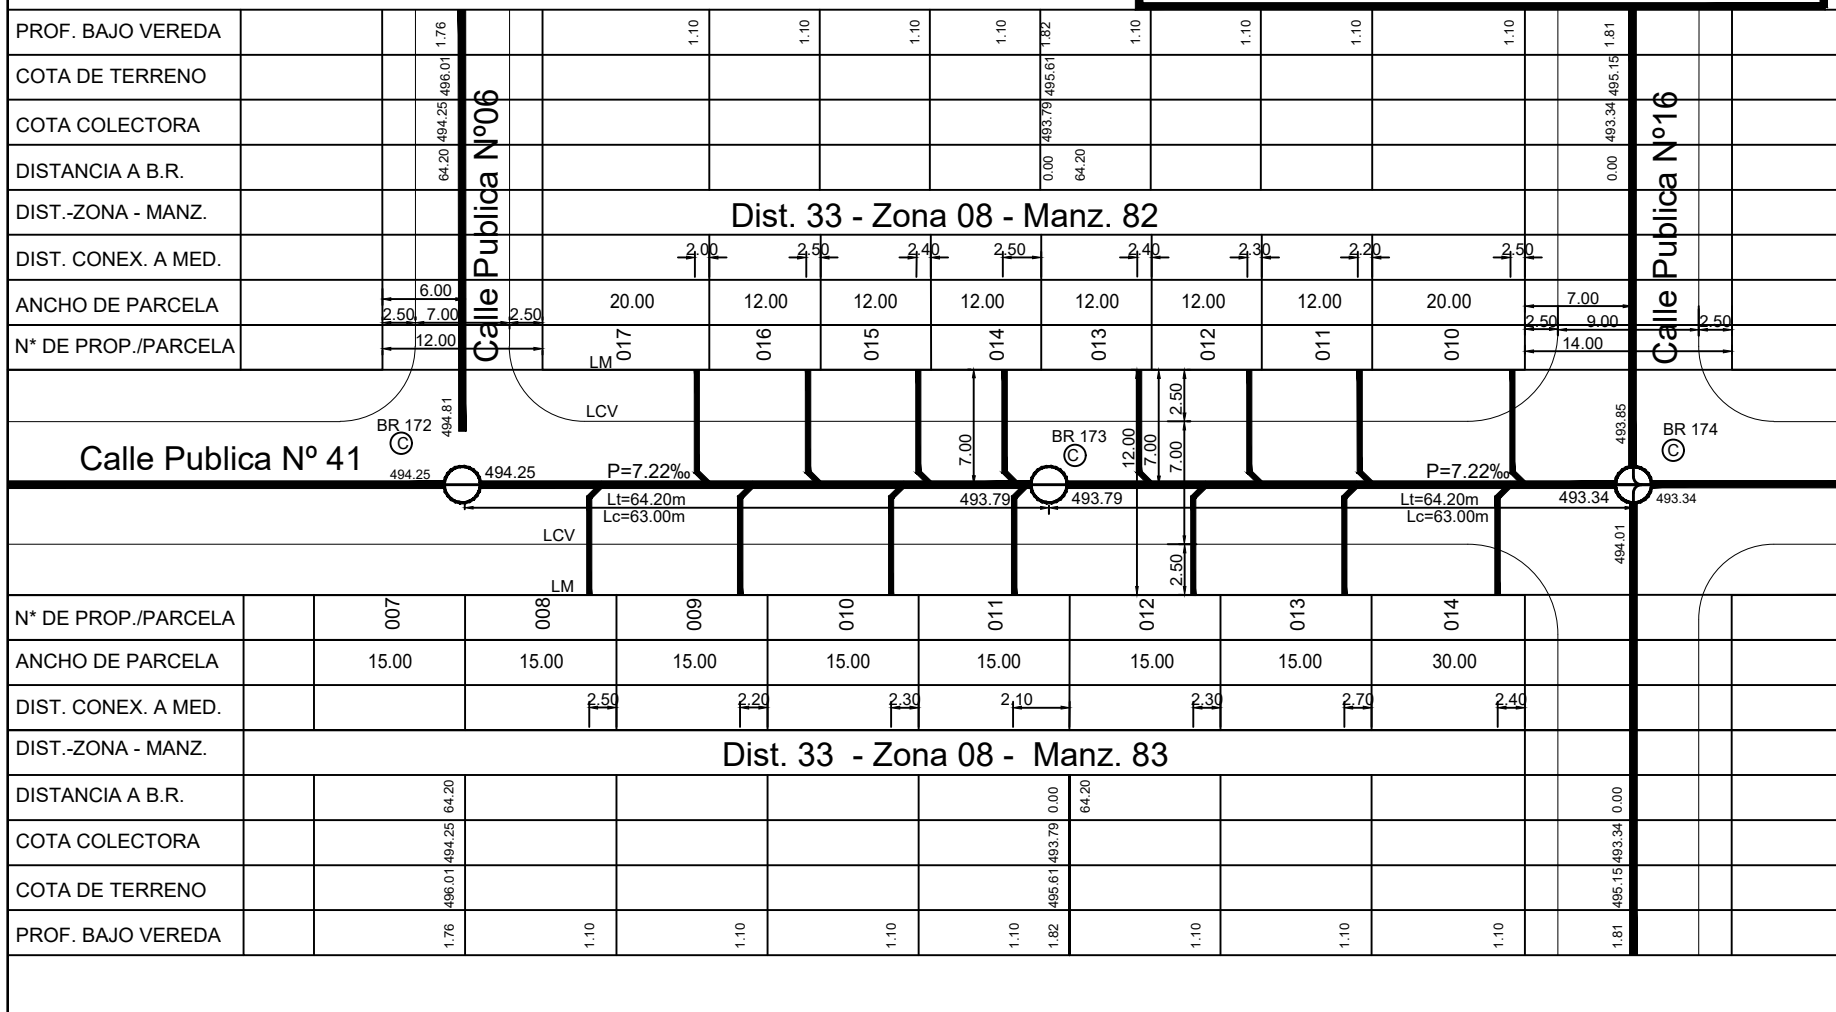 PROF. BAJO VEREDA 1.76 1.10 1.10 1.10 1.10 1.82 1.10 1.10 1.10 1.10 1.81
COTA DE TERRENO 496.01 495.61 495.15
COTA COLECTORA 494.25 493.79 493.34
DISTANCIA A B.R. 64.20 0.00 64.20 0.00
DIST.-ZONA - MANZ. Dist. 33 - Zona 08 - Manz. 82
DIST. CONEX. A MED. 2.00 2.50 2.40 2.50 2.40 2.30 2.20 2.50
ANCHO DE PARCELA 20.00 12.00 12.00 12.00 12.00 12.00 12.00 20.00
N* DE PROP./PARCELA 017 016 015 014 013 012 011 010
6.00
2.50 7.00 2.50
12.00
Calle Publica Nº06
7.00
2.50 9.00 2.50
14.00
Calle Publica Nº16
LM
LCV
494.81
BR 172
C
Calle Publica Nº 41
494.25 494.25
P=7.22‰
Lt=64.20m
Lc=63.00m
7.00
BR 173
C
493.79 493.79
12.00
7.00
2.50
7.00
2.50
P=7.22‰
Lt=64.20m
Lc=63.00m
493.85
BR 174
C
493.34 493.34
494.01
LCV
LM
N* DE PROP./PARCELA 007 008 009 010 011 012 013 014
ANCHO DE PARCELA 15.00 15.00 15.00 15.00 15.00 15.00 15.00 30.00
DIST. CONEX. A MED. 2.50 2.20 2.30 2.10 2.30 2.70 2.40
DIST.-ZONA - MANZ. Dist. 33 - Zona 08 - Manz. 83
DISTANCIA A B.R. 64.20 0.00 64.20 0.00
COTA COLECTORA 494.25 493.79 493.34
COTA DE TERRENO 496.01 495.61 495.15
PROF. BAJO VEREDA 1.76 1.10 1.10 1.10 1.10 1.82 1.10 1.10 1.10 1.81